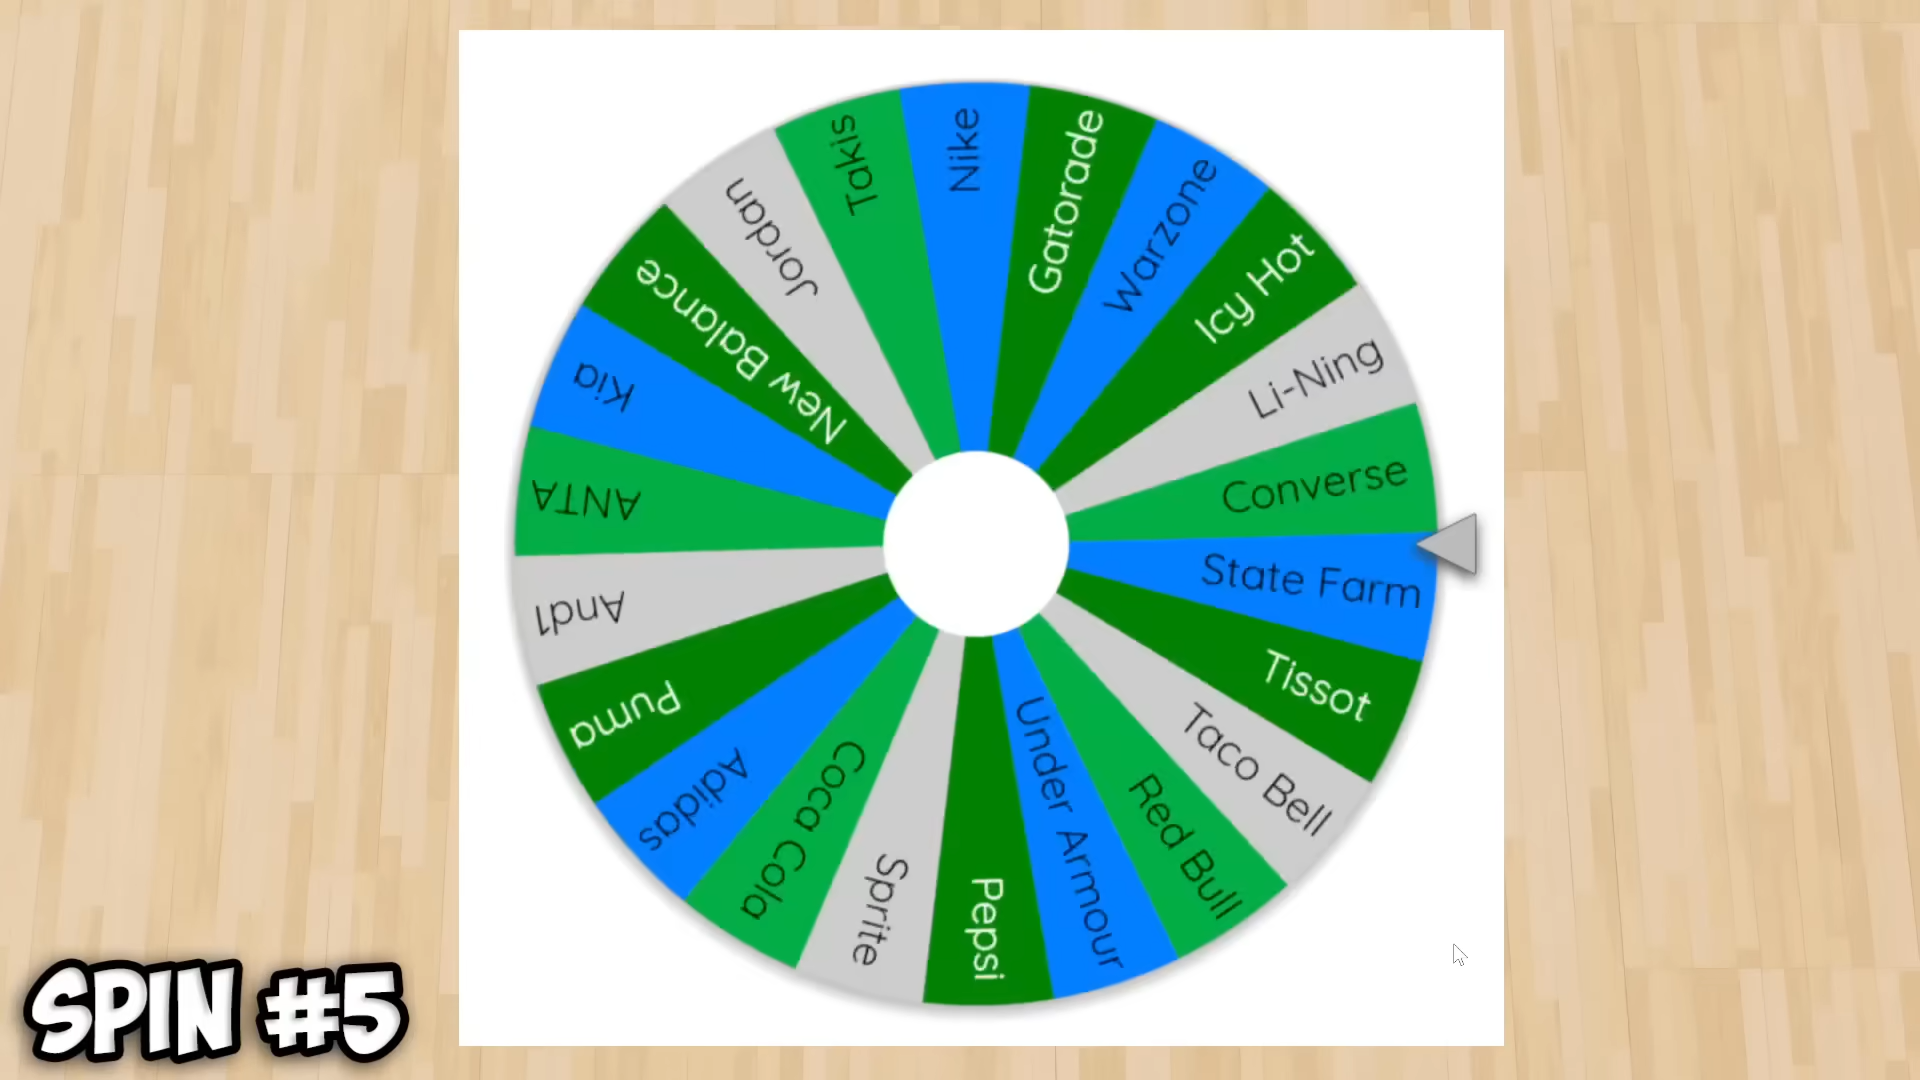 Nike
Gatorade
Warzone
Icy Hot
Li-Ning
Converse
State Farm
Tissot
Taco Bell
Red Bull
Under Armour
Pepsi
Sprite
Coca Cola
Adidas
Puma
And1
ANTA
Kia
New Balance
Jordan
Takis
SPIN #5